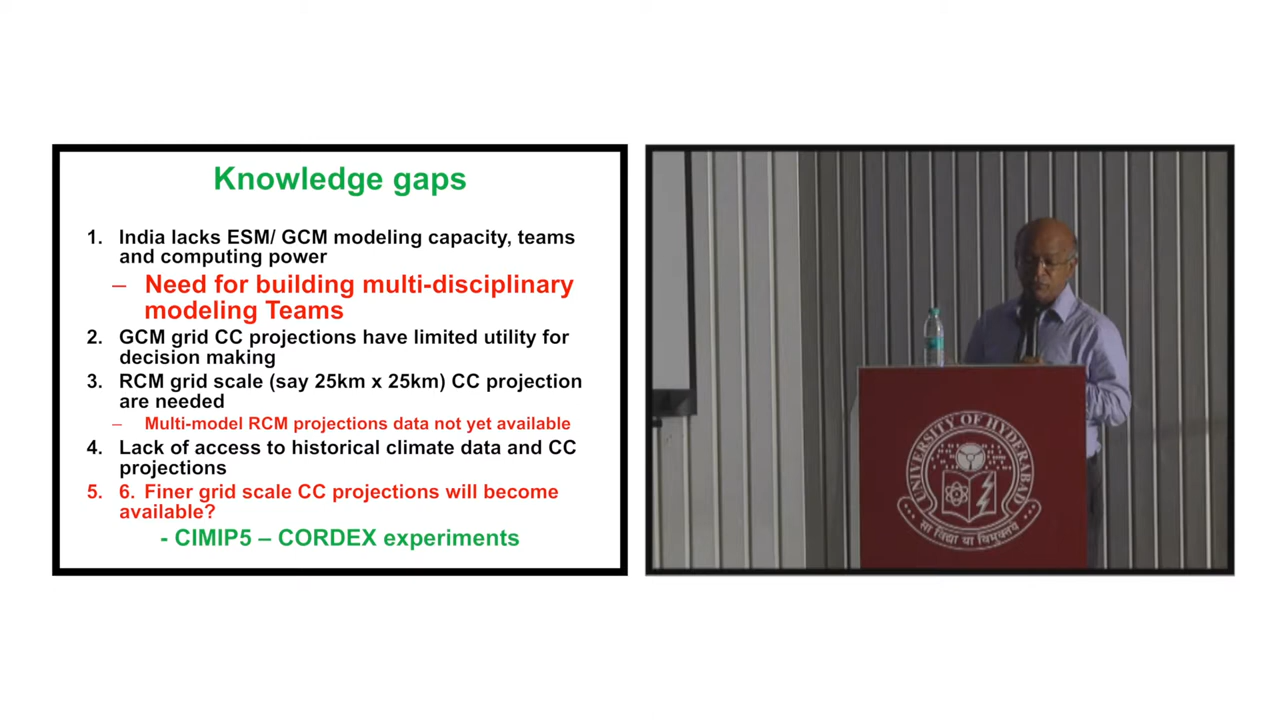 Knowledge gaps
1. India lacks ESM/ GCM modeling capacity, teams
and computing power
– Need for building multi-disciplinary
modeling Teams
2. GCM grid CC projections have limited utility for
decision making
3. RCM grid scale (say 25km x 25km) CC projection
are needed
– Multi-model RCM projections data not yet available
4. Lack of access to historical climate data and CC
projections
5. 6. Finer grid scale CC projections will become
available?
- CIMIP5 – CORDEX experiments
UNIVERSITY OF HYDERABAD
सा विद्या या विमुक्तये